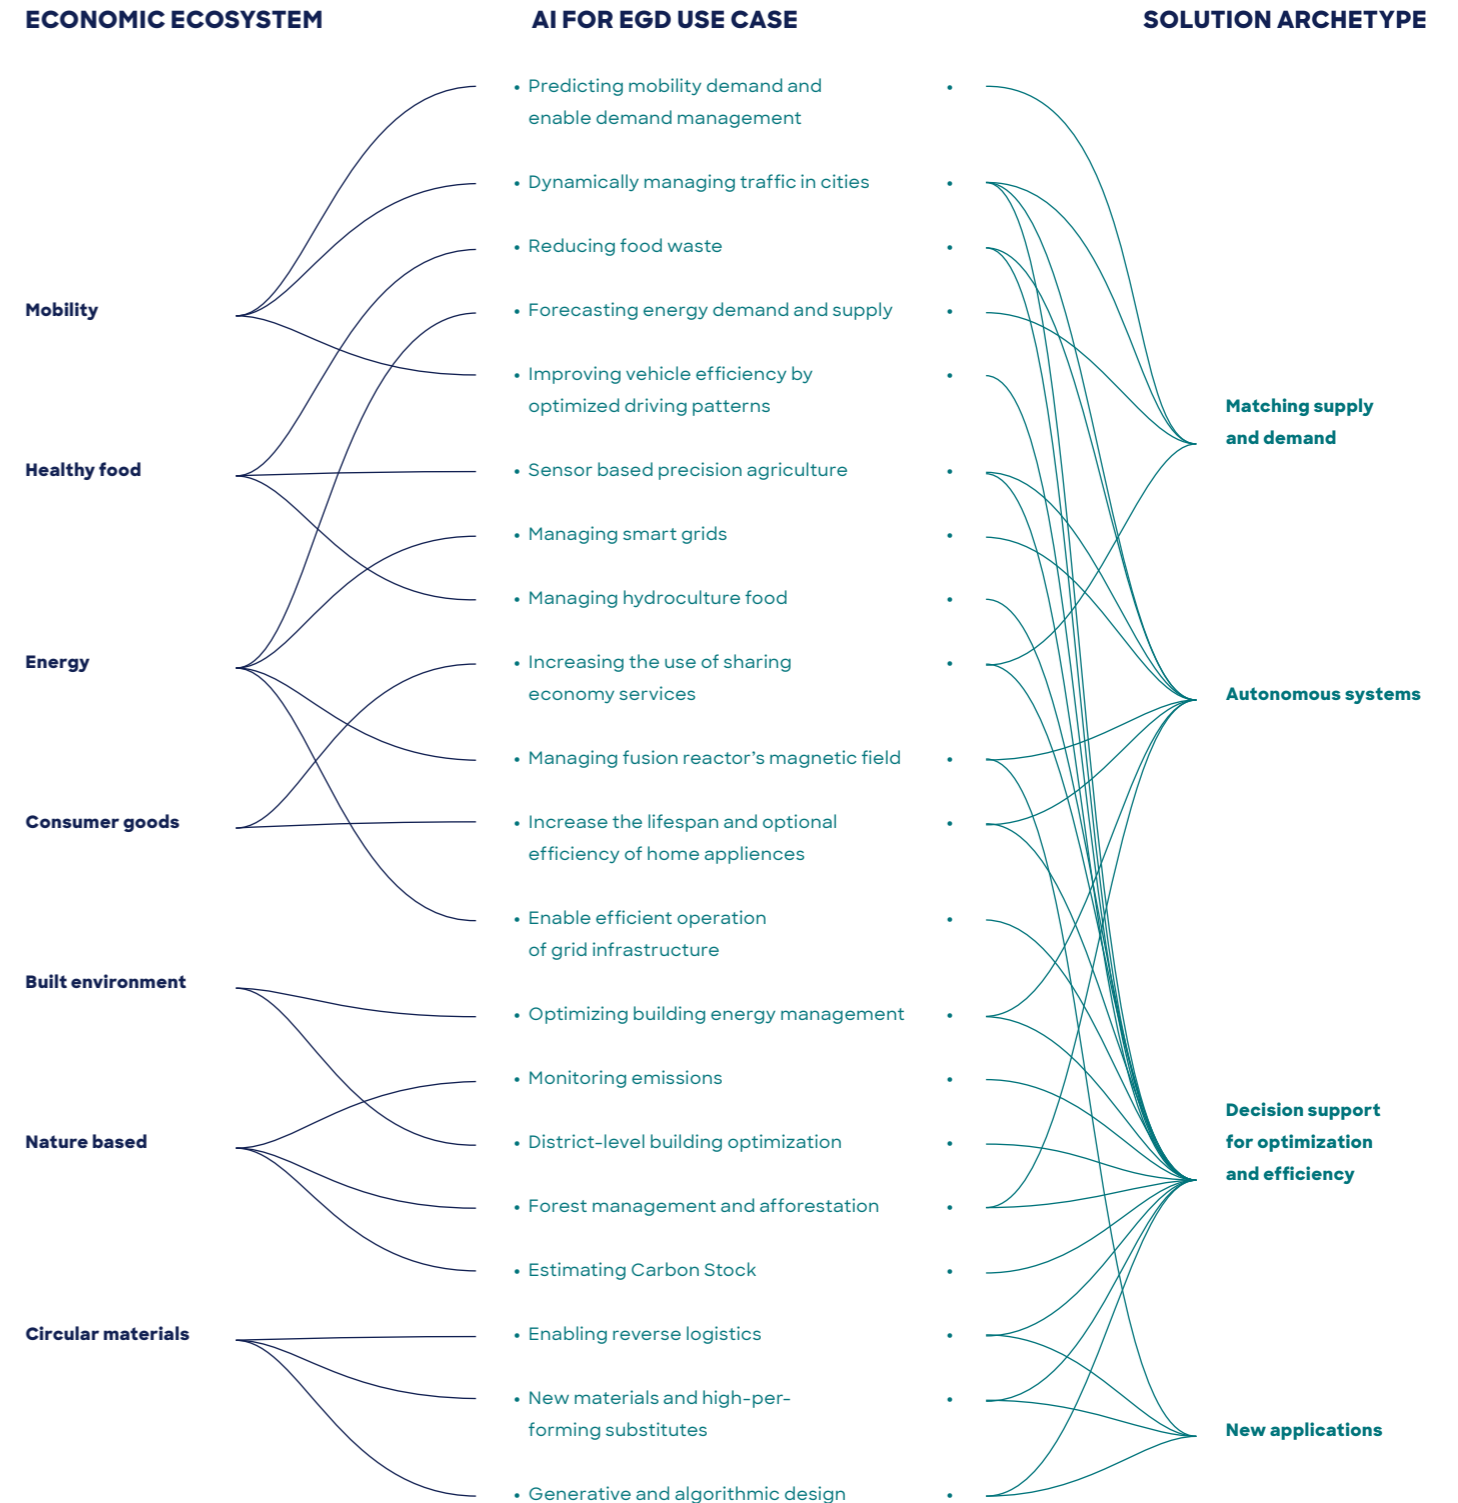 ECONOMIC ECOSYSTEM
AI FOR EGD USE CASE
SOLUTION ARCHETYPE
Mobility
Healthy food
Energy
Consumer goods
Built environment
Nature based
Circular materials
• Predicting mobility demand and
enable demand management
• Dynamically managing traffic in cities
• Reducing food waste
• Forecasting energy demand and supply
• Improving vehicle efficiency by
optimized driving patterns
• Sensor based precision agriculture
• Managing smart grids
• Managing hydroculture food
• Increasing the use of sharing
economy services
• Managing fusion reactor’s magnetic field
• Increase the lifespan and optional
efficiency of home appliences
• Enable efficient operation
of grid infrastructure
• Optimizing building energy management
• Monitoring emissions
• District-level building optimization
• Forest management and afforestation
• Estimating Carbon Stock
• Enabling reverse logistics
• New materials and high-per-
forming substitutes
• Generative and algorithmic design
Matching supply
and demand
Autonomous systems
Decision support
for optimization
and efficiency
New applications